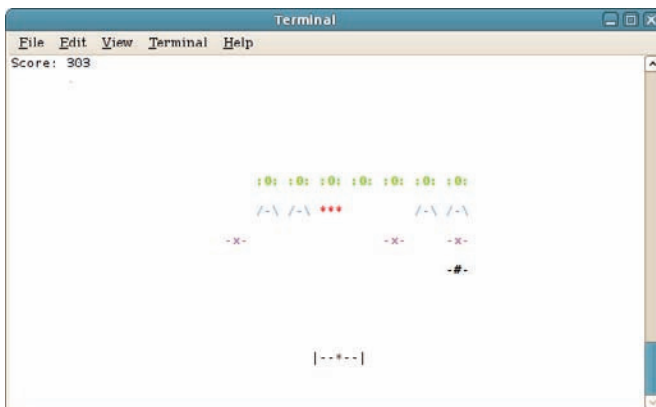 Terminal
File Edit View Terminal Help
Score: 303
:0: :0: :0: :0: :0: :0: :0:
/-\ /-\ *** /-\ /-\
-x- -x- -x-
-#-
|--*--|